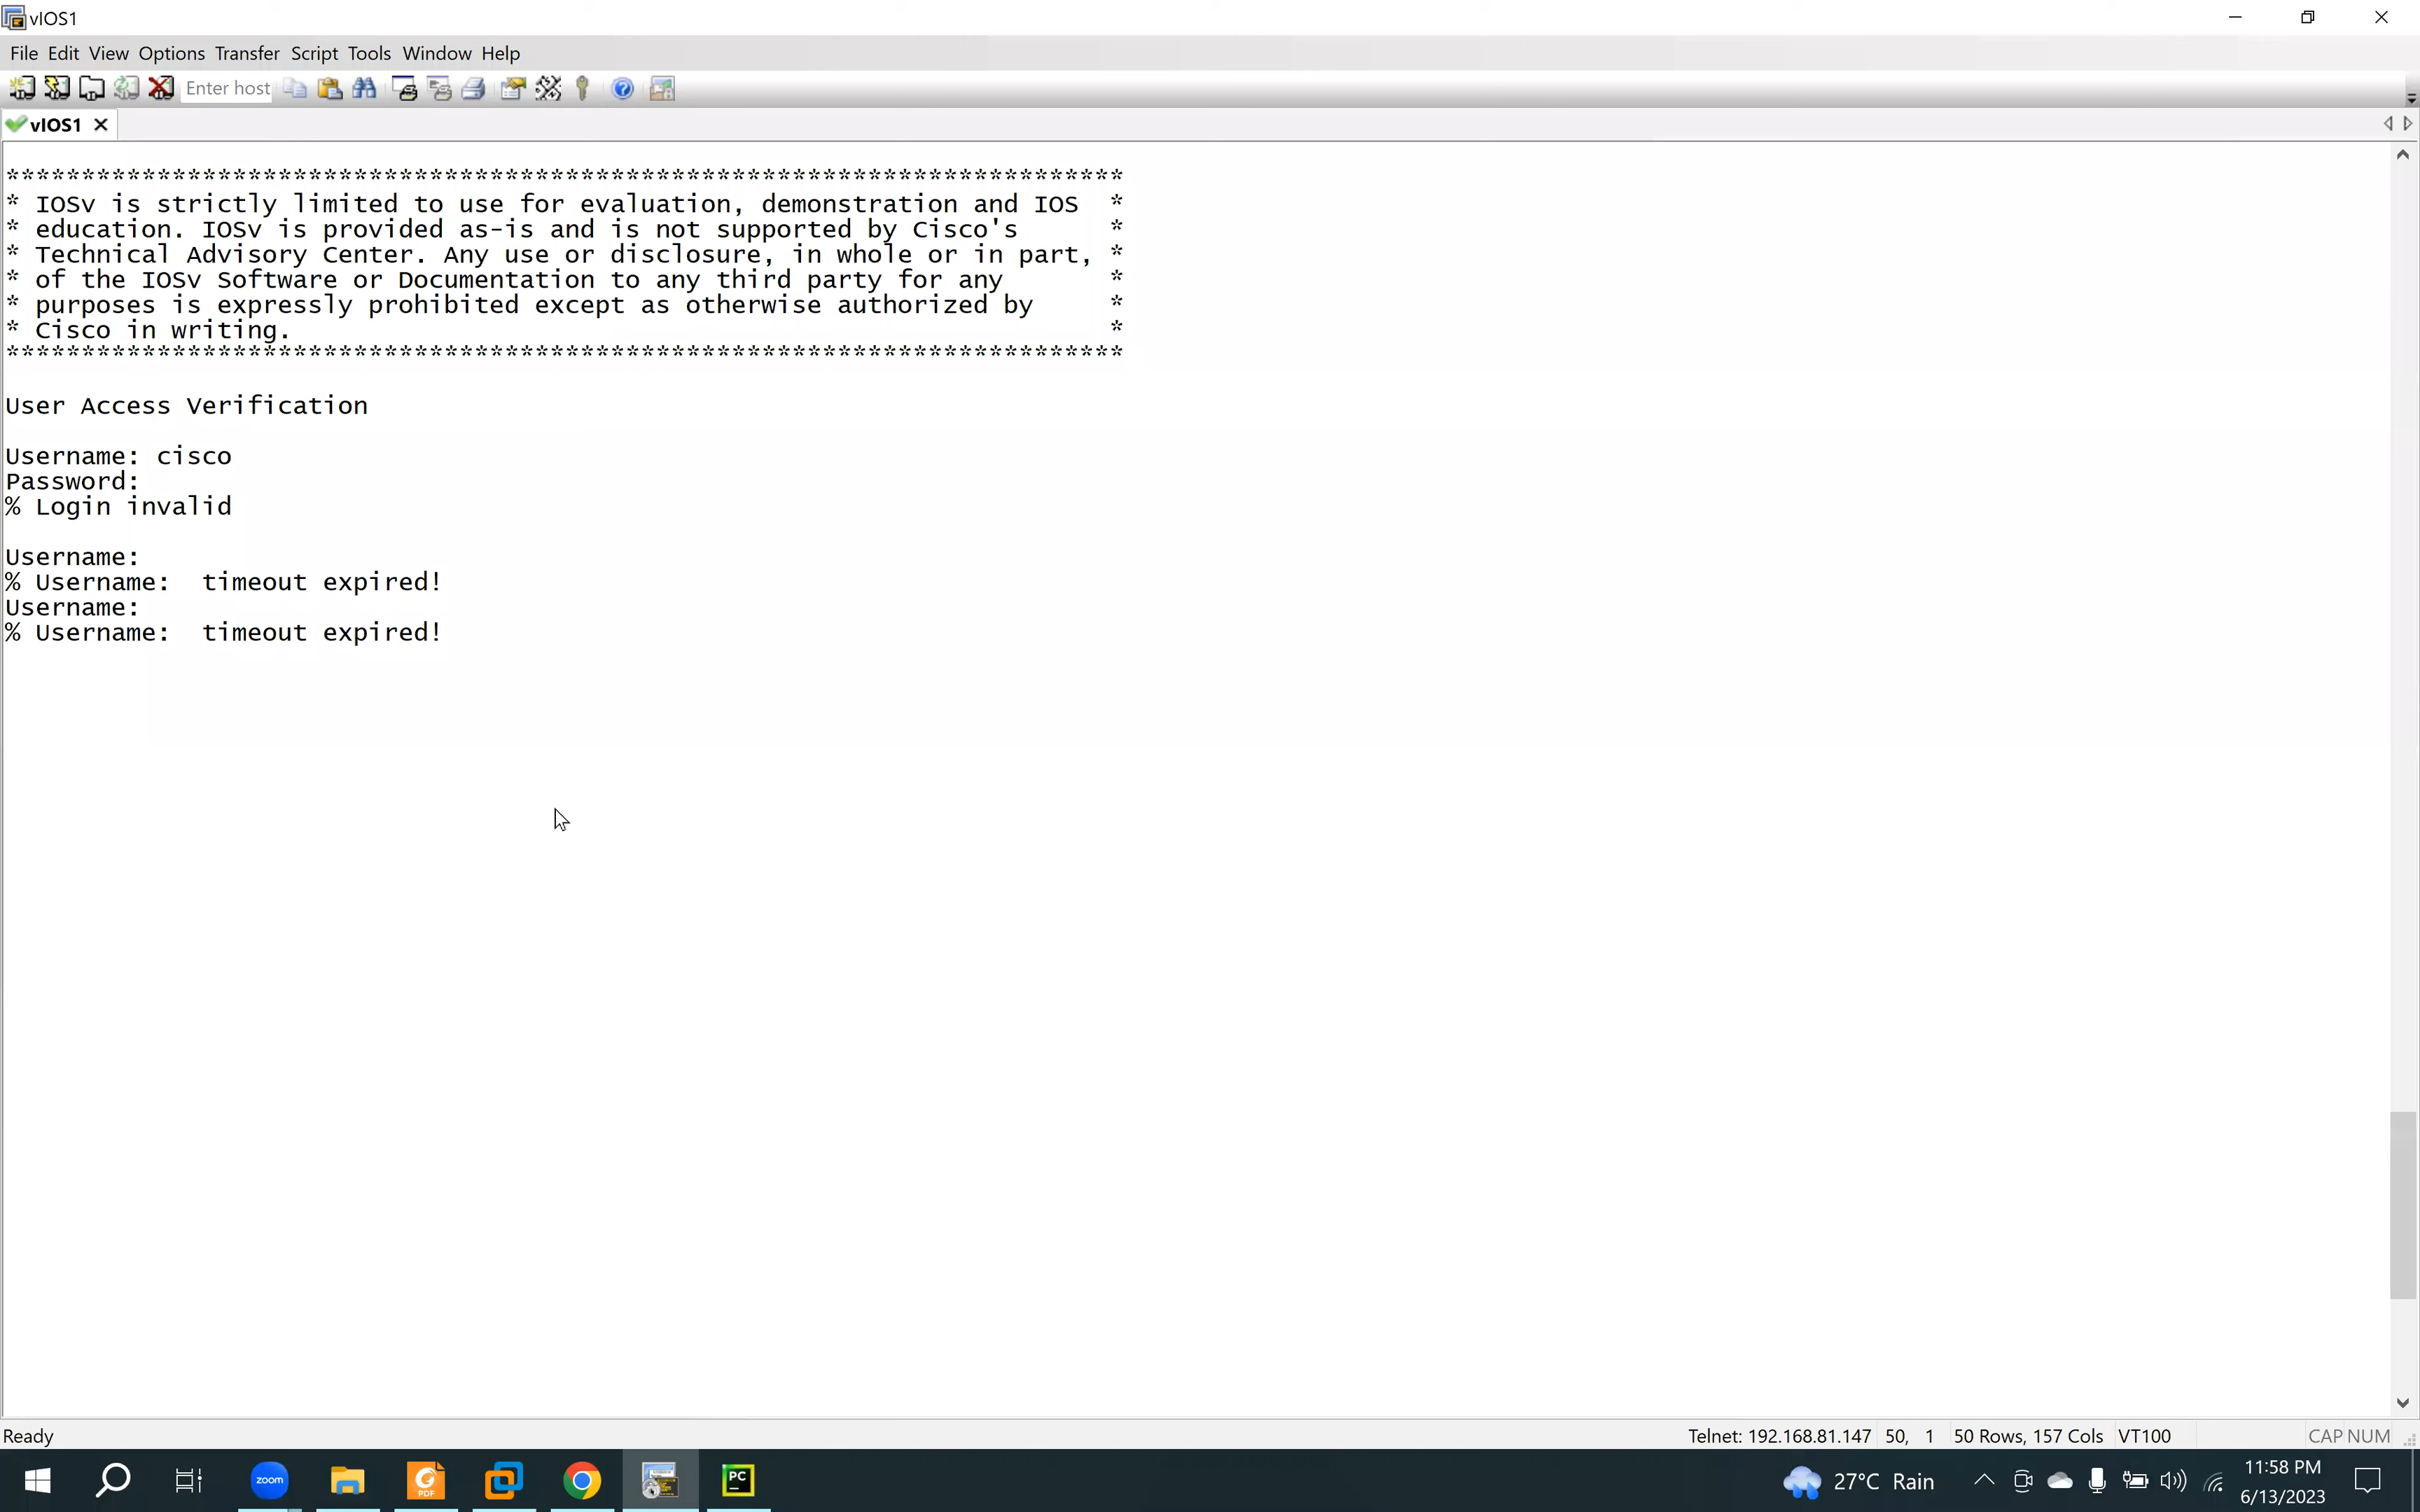 vIOS1
File Edit View Options Transfer Script Tools Window Help
Enter host
vIOS1
**************************************************************************
* IOSv is strictly limited to use for evaluation, demonstration and IOS  *
* education. IOSv is provided as-is and is not supported by Cisco's      *
* Technical Advisory Center. Any use or disclosure, in whole or in part, *
* of the IOSv Software or Documentation to any third party for any       *
* purposes is expressly prohibited except as otherwise authorized by     *
* Cisco in writing.                                                      *
**************************************************************************
User Access Verification
Username: cisco
Password:
% Login invalid
Username:
% Username:  timeout expired!
Username:
% Username:  timeout expired!
Ready
Telnet: 192.168.81.147 50, 1 50 Rows, 157 Cols VT100 CAP NUM
zoom
PDF
PC
27°C Rain
11:58 PM
6/13/2023